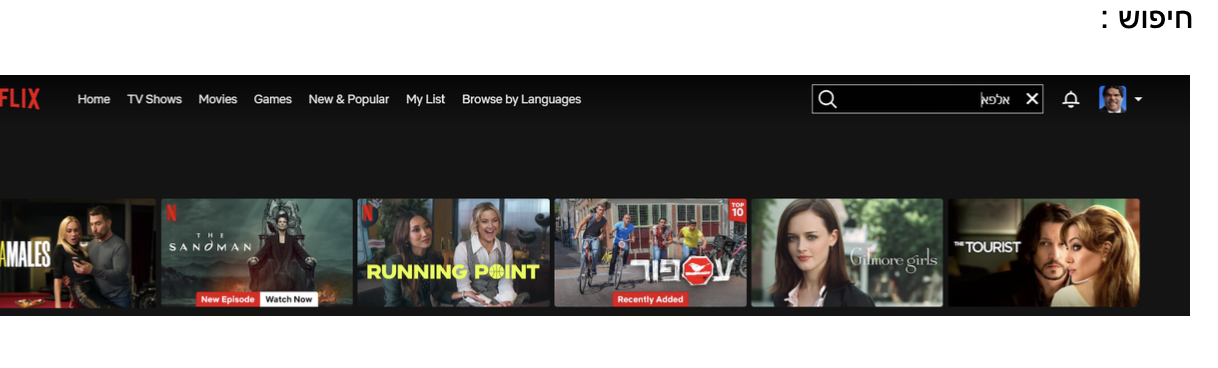 חיפוש :
FLIX Home TV Shows Movies Games New & Popular My List Browse by Languages אלפא
AMALES
N THE SANDMAN New Episode Watch Now
N RUNNING POINT
TOP 10 עספור Recently Added
Gilmore girls
THE TOURIST